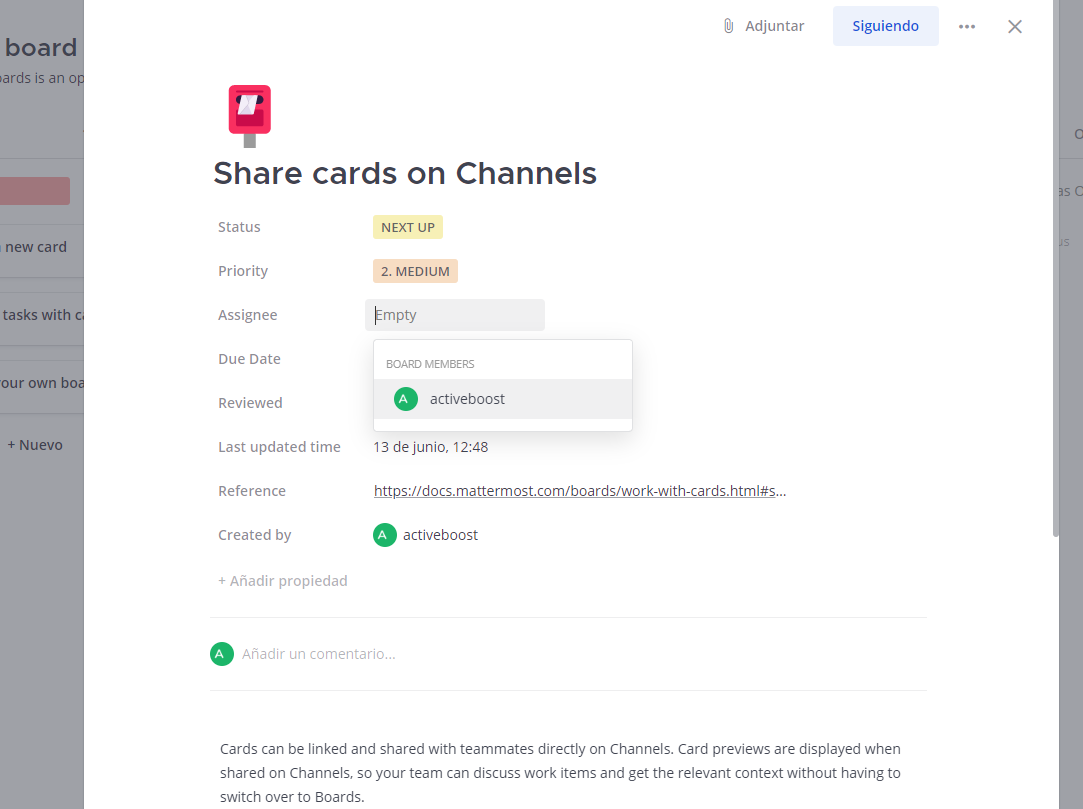 Adjuntar Siguiendo
board
ards is an op
Share cards on Channels
Status NEXT UP
new card
Priority 2. MEDIUM
tasks with ca
Assignee Empty
Due Date
BOARD MEMBERS
your own boa
activeboost
Reviewed
+ Nuevo
Last updated time 13 de junio, 12:48
Reference https://docs.mattermost.com/boards/work-with-cards.html#s...
Created by A activeboost
+ Añadir propiedad
A Añadir un comentario...
Cards can be linked and shared with teammates directly on Channels. Card previews are displayed when
shared on Channels, so your team can discuss work items and get the relevant context without having to
switch over to Boards.